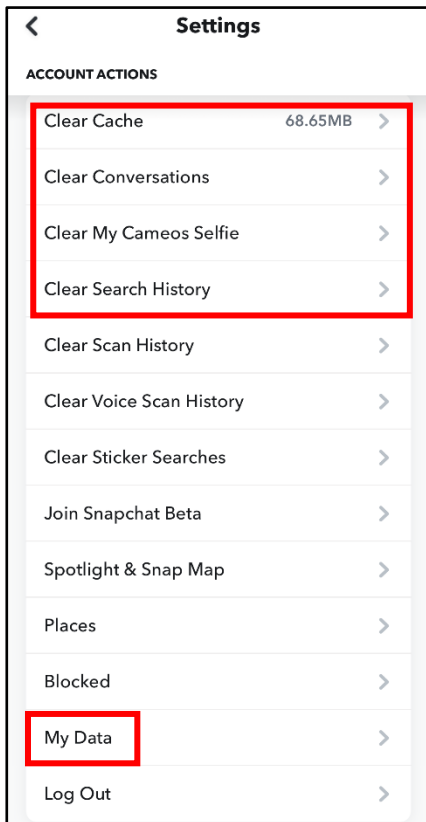 Settings
ACCOUNT ACTIONS
Clear Cache 68.65MB
Clear Conversations
Clear My Cameos Selfie
Clear Search History
Clear Scan History
Clear Voice Scan History
Clear Sticker Searches
Join Snapchat Beta
Spotlight & Snap Map
Places
Blocked
My Data
Log Out